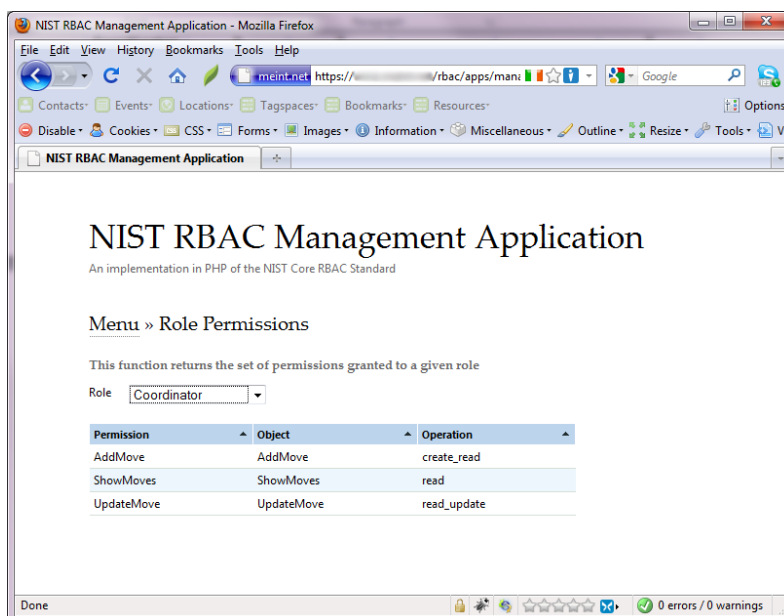 NIST RBAC Management Application - Mozilla Firefox
File Edit View History Bookmarks Tools Help
meint.net https:// /rbac/apps/mana Google
Contacts Events Locations Tagspaces Bookmarks Resources Options
Disable Cookies CSS Forms Images Information Miscellaneous Outline Resize Tools V
NIST RBAC Management Application
NIST RBAC Management Application
An implementation in PHP of the NIST Core RBAC Standard
Menu » Role Permissions
This function returns the set of permissions granted to a given role
Role Coordinator
Permission Object Operation
AddMove AddMove create_read
ShowMoves ShowMoves read
UpdateMove UpdateMove read_update
Done 0 errors / 0 warnings